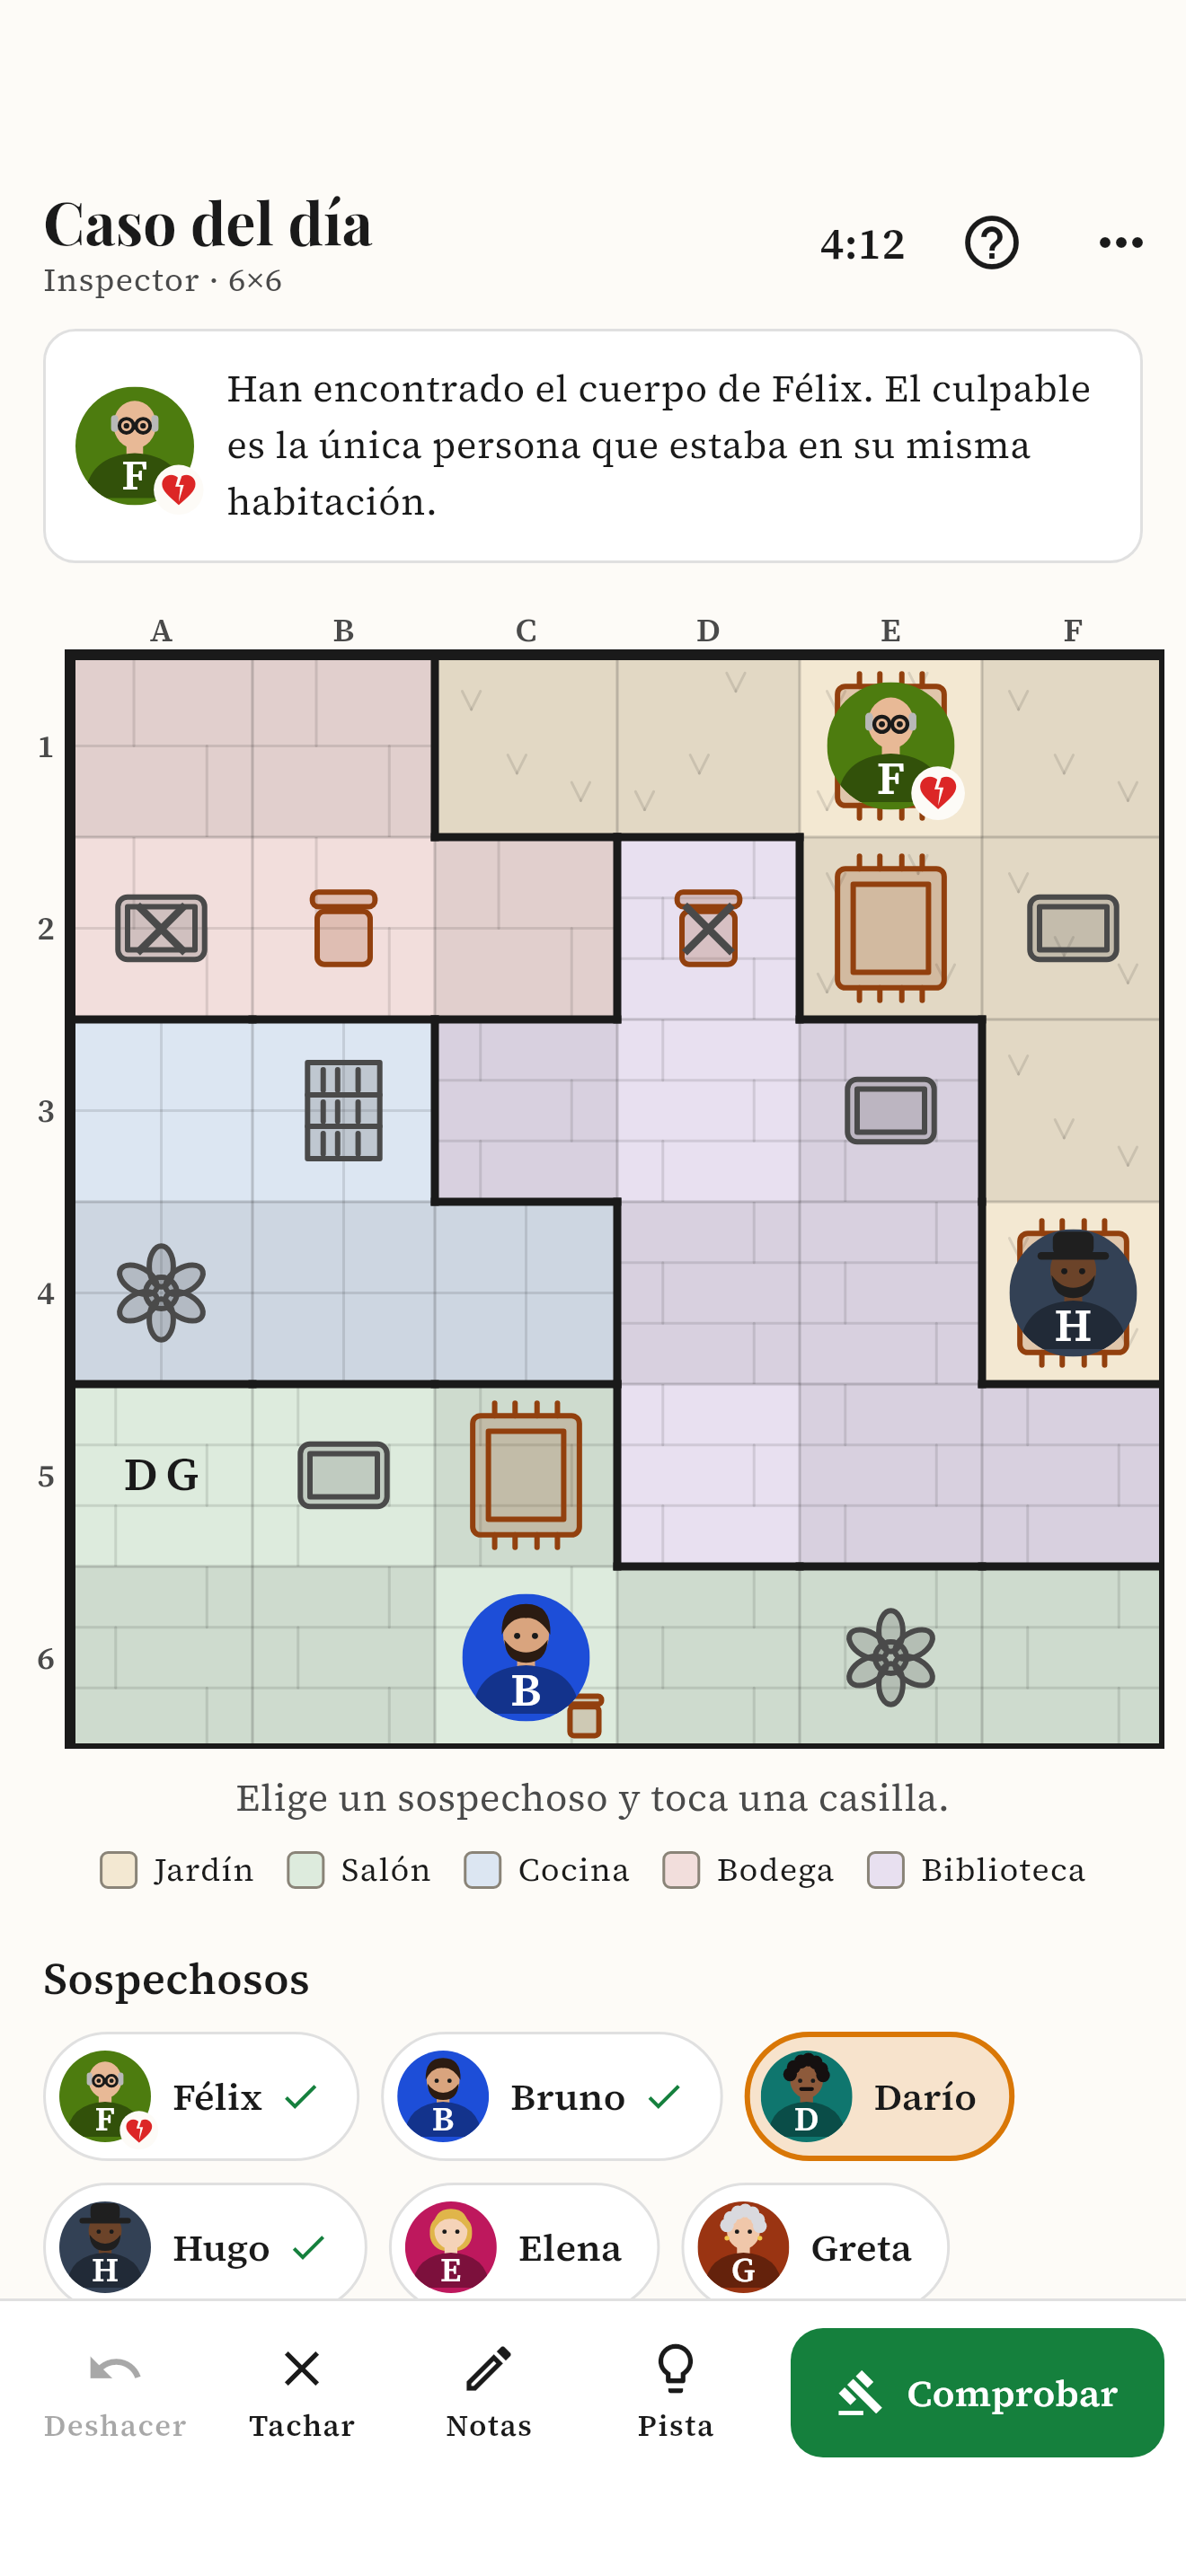 Caso del día
Inspector · 6×6
4:12
Han encontrado el cuerpo de Félix. El culpable
es la única persona que estaba en su misma
habitación.
F
A B C D E F
1
F
2
3
4
H
5
D G
6
B
Elige un sospechoso y toca una casilla.
Jardín Salón Cocina Bodega Biblioteca
Sospechosos
F Félix B Bruno D Darío
H Hugo E Elena G Greta
Deshacer Tachar Notas Pista Comprobar